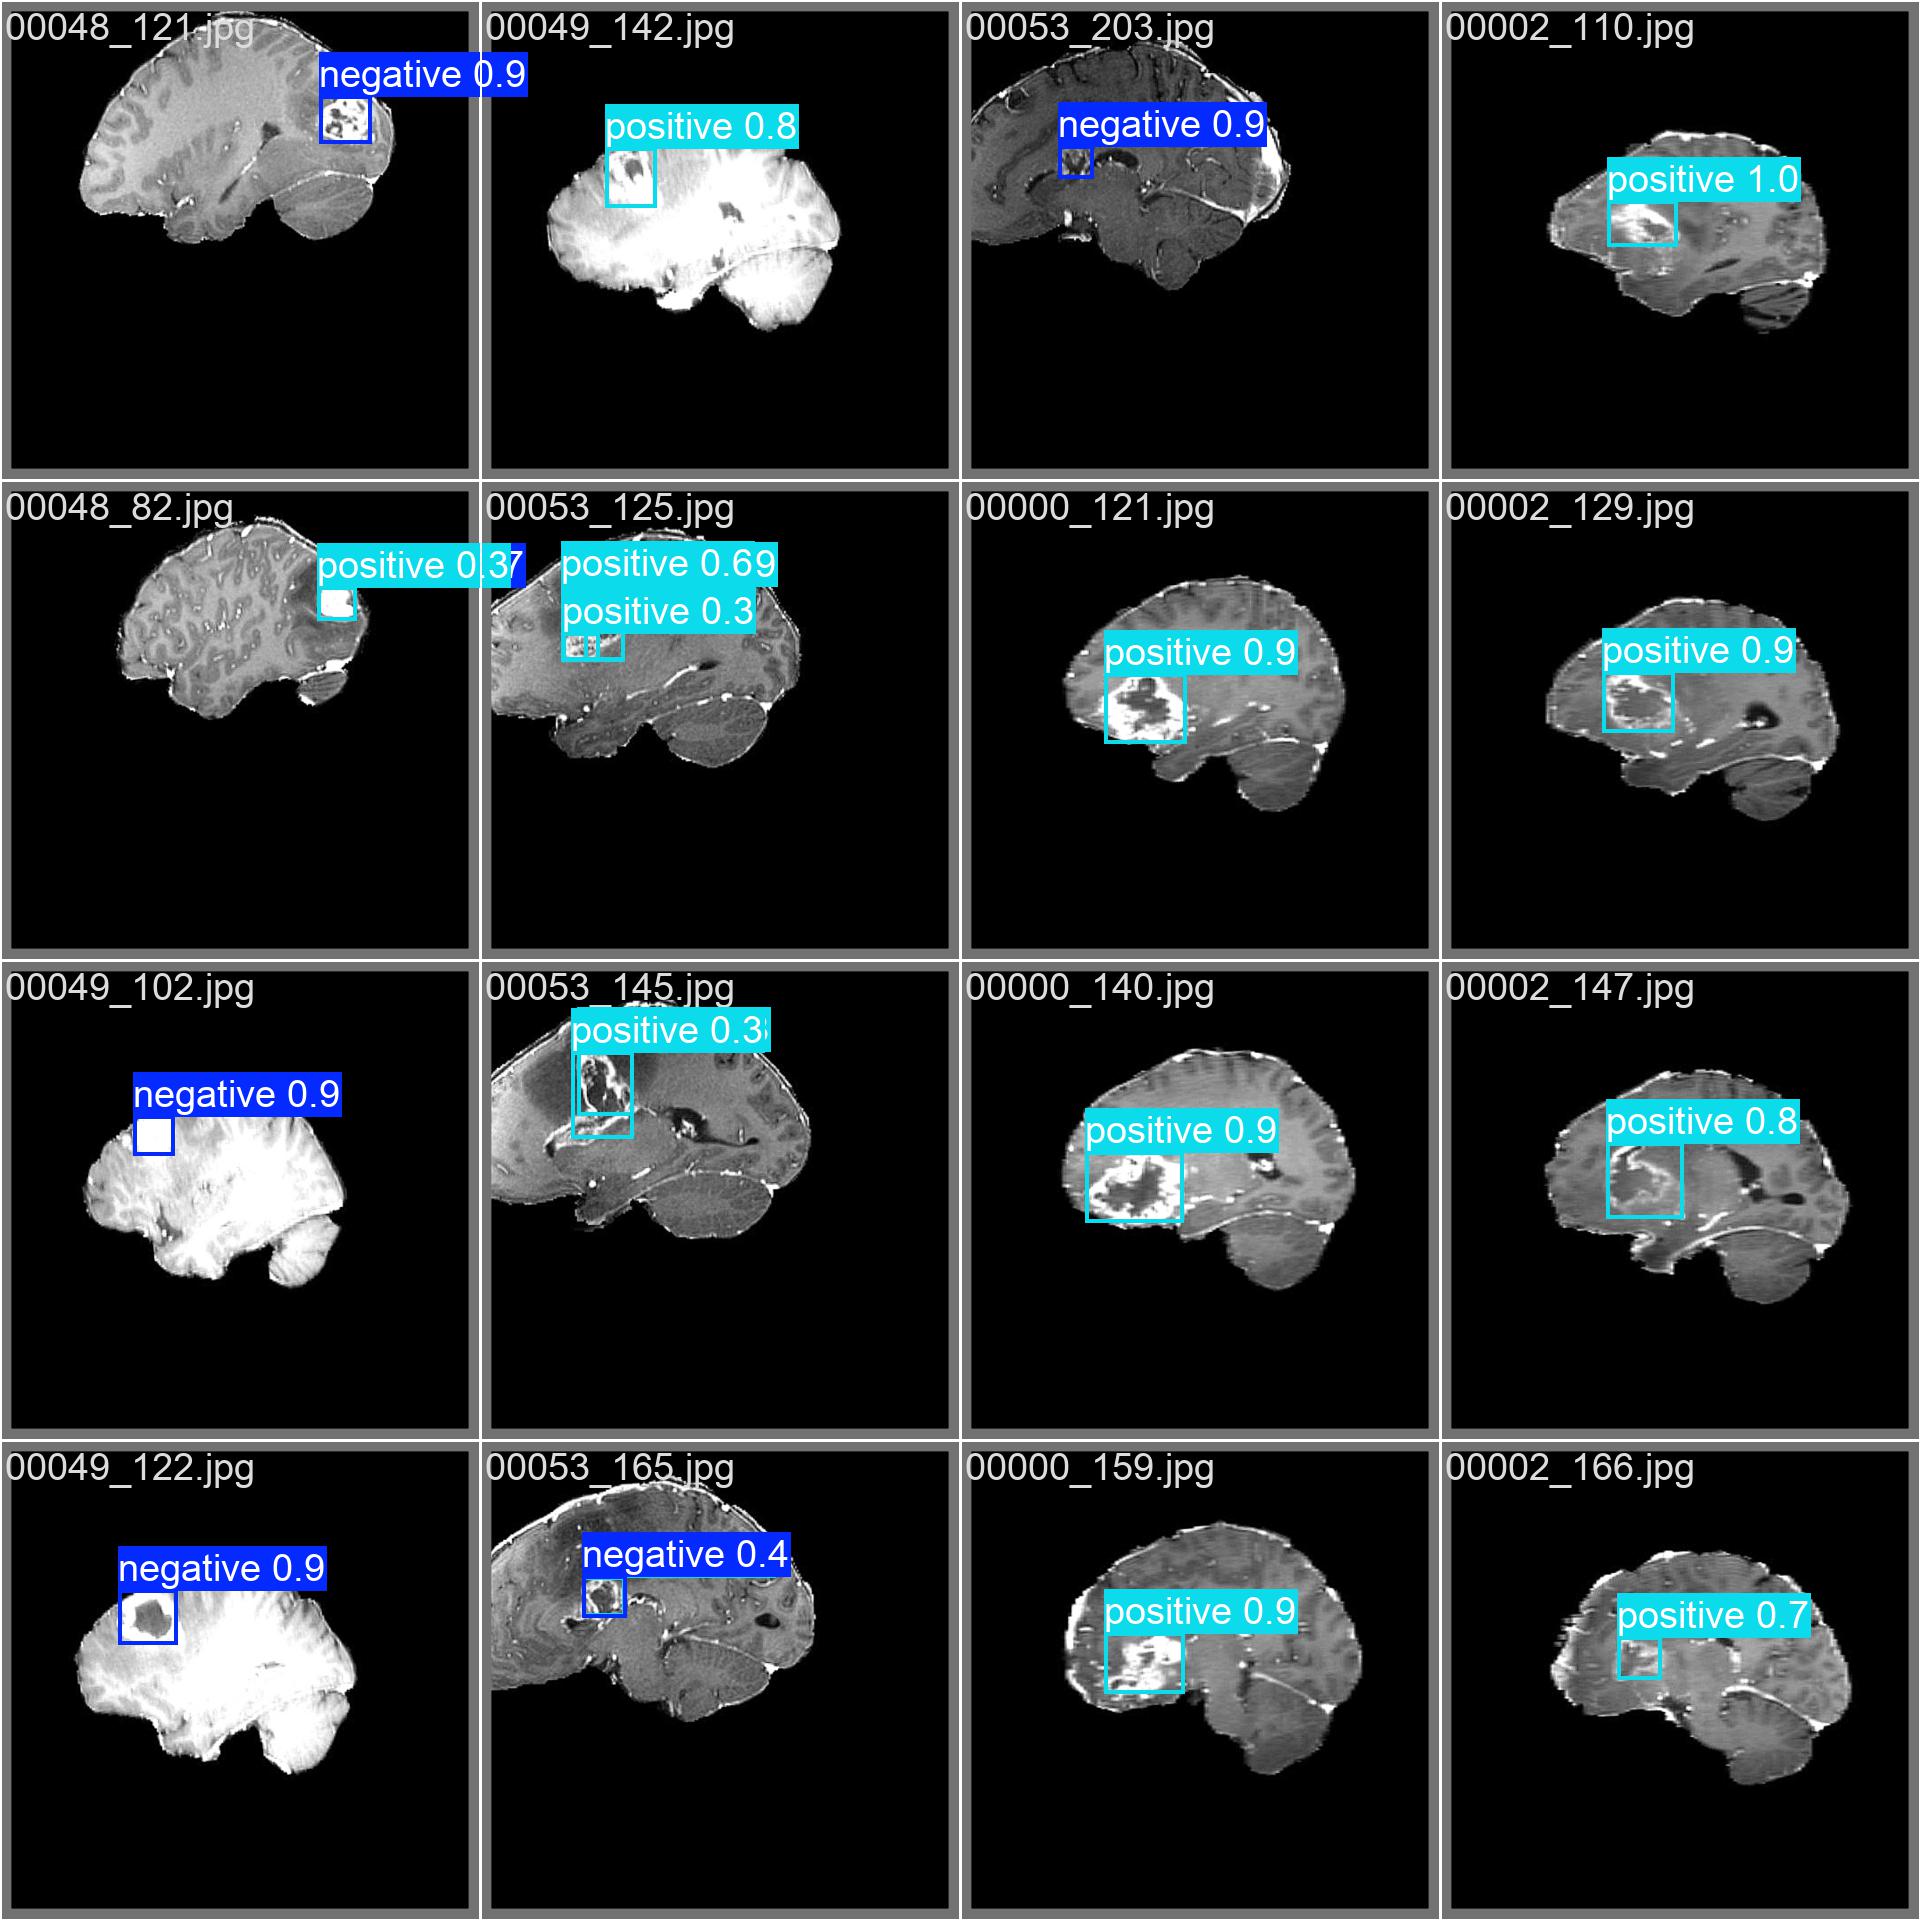 00048_121.jpg
negative 0.9
00049_142.jpg
positive 0.8
00053_203.jpg
negative 0.9
00002_110.jpg
positive 1.0
00048_82.jpg
positive 0.3
7
00053_125.jpg
positive 0.69
positive 0.3
00000_121.jpg
positive 0.9
00002_129.jpg
positive 0.9
00049_102.jpg
negative 0.9
00053_145.jpg
positive 0.3
00000_140.jpg
positive 0.9
00002_147.jpg
positive 0.8
00049_122.jpg
negative 0.9
00053_165.jpg
negative 0.4
00000_159.jpg
positive 0.9
00002_166.jpg
positive 0.7